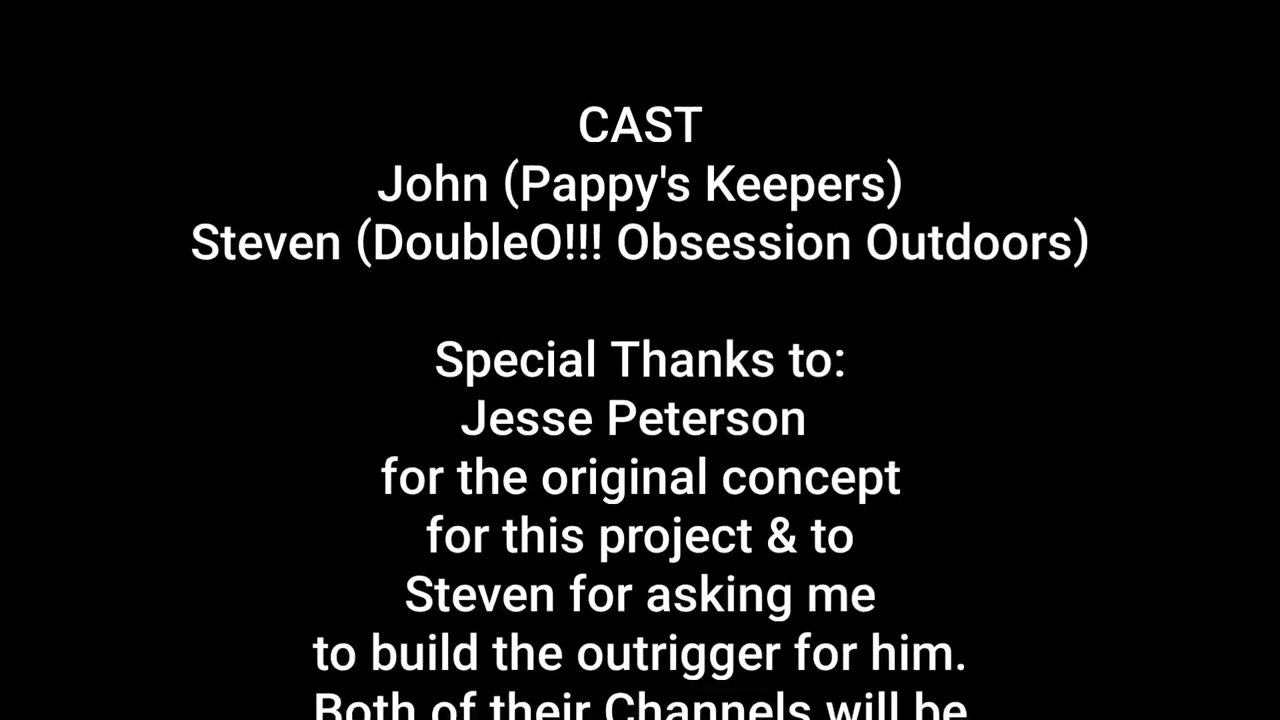 CAST
John (Pappy's Keepers)
Steven (DoubleO!!! Obsession Outdoors)
Special Thanks to:
Jesse Peterson
for the original concept
for this project & to
Steven for asking me
to build the outrigger for him.
Both of their Channels will be